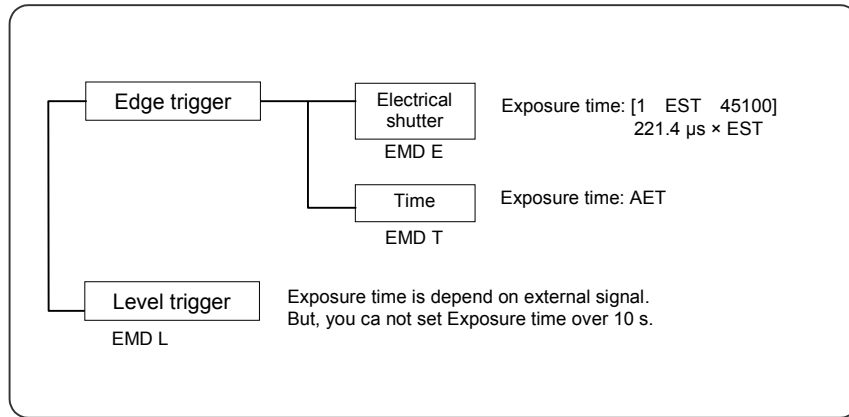 Edge trigger
Electrical
shutter
EMD E
Exposure time: [1 EST 45100]
221.4 µs × EST
Time
EMD T
Exposure time: AET
Level trigger
EMD L
Exposure time is depend on external signal.
But, you ca not set Exposure time over 10 s.